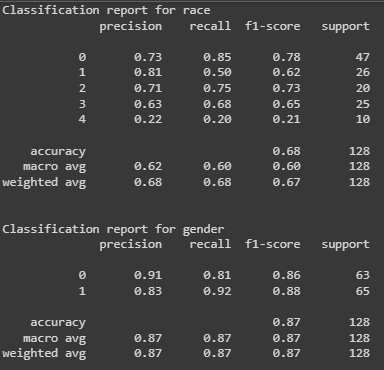 Classification report for race
precision recall f1-score support
0 0.73 0.85 0.78 47
1 0.81 0.50 0.62 26
2 0.71 0.75 0.73 20
3 0.63 0.68 0.65 25
4 0.22 0.20 0.21 10
accuracy 0.68 128
macro avg 0.62 0.60 0.60 128
weighted avg 0.68 0.68 0.67 128
Classification report for gender
precision recall f1-score support
0 0.91 0.81 0.86 63
1 0.83 0.92 0.88 65
accuracy 0.87 128
macro avg 0.87 0.87 0.87 128
weighted avg 0.87 0.87 0.87 128